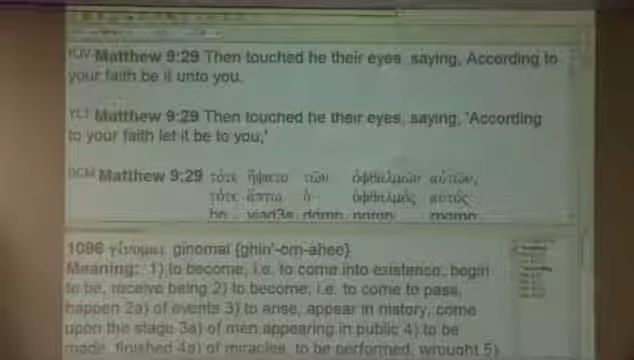 KJV Matthew 9:29 Then touched he their eyes, saying, According to
your faith be it unto you.
YLT Matthew 9:29 Then touched he their eyes, saying, 'According
to your faith let it be to you,'
Matthew 9:29 τότε ἥψατο τῶν ὀφθαλμῶν αὐτῶν,
τότε ἅπτω ὁ ὀφθαλμός αὐτός
1096 γίνομαι ginomai {ghin'-om-ahee}
Meaning: 1) to become, i.e. to come into existence, begin
to be, receive being 2) to become, i.e. to come to pass,
happen 2a) of events 3) to arise, appear in history, come
upon the stage 3a) of men appearing in public 4) to be
made, finished 4a) of miracles, to be performed, wrought 5)